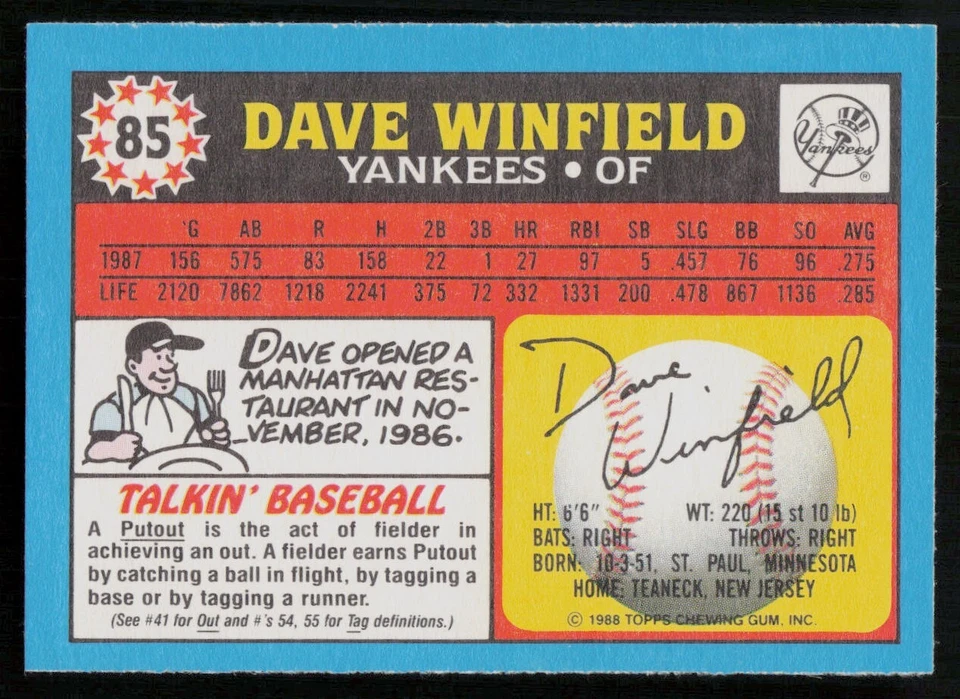 85
DAVE WINFIELD
YANKEES • OF
Yankees
®
G AB R H 2B 3B HR RBI SB SLG BB SO AVG
1987 156 575 83 158 22 1 27 97 5 .457 76 96 .275
LIFE 2120 7862 1218 2241 375 72 332 1331 200 .478 867 1136 .285
DAVE OPENED A
MANHATTAN RES-
TAURANT IN NO-
VEMBER, 1986.
TALKIN' BASEBALL
A Putout is the act of fielder in
achieving an out. A fielder earns Putout
by catching a ball in flight, by tagging a
base or by tagging a runner.
(See #41 for Out and #'s 54, 55 for Tag definitions.)
Dave
Winfield
HT: 6'6" WT: 220 (15 st 10 lb)
BATS: RIGHT THROWS: RIGHT
BORN: 10-3-51, ST. PAUL, MINNESOTA
HOME: TEANECK, NEW JERSEY
© 1988 TOPPS CHEWING GUM, INC.